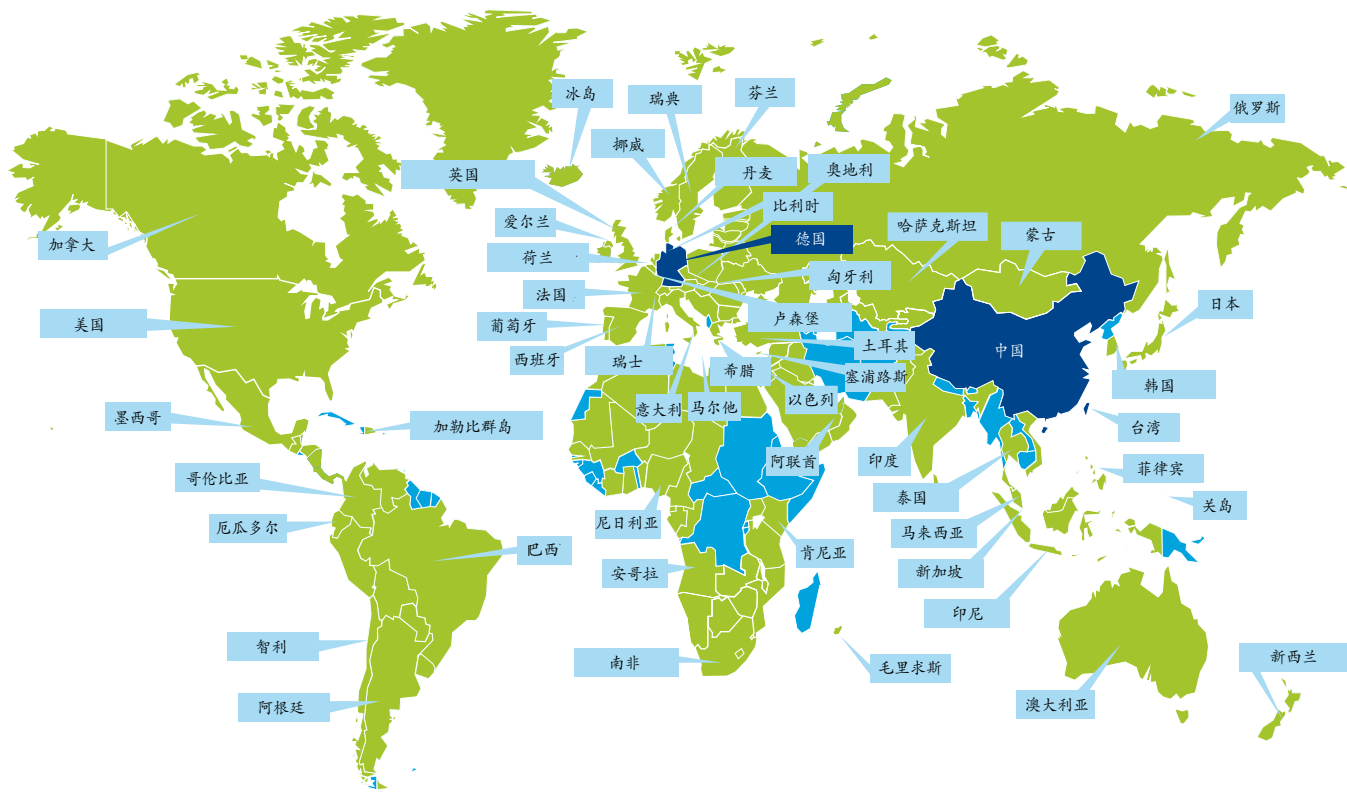 冰岛
瑞典
芬兰
俄罗斯
挪威
英国
丹麦
奥地利
比利时
爱尔兰
德国
哈萨克斯坦
蒙古
加拿大
荷兰
匈牙利
法国
日本
美国
葡萄牙
卢森堡
土耳其
中国
西班牙
瑞士
希腊
塞浦路斯
韩国
意大利
马尔他
以色列
墨西哥
加勒比群岛
台湾
阿联酋
印度
菲律宾
哥伦比亚
泰国
关岛
厄瓜多尔
尼日利亚
马来西亚
巴西
肯尼亚
安哥拉
新加坡
印尼
智利
南非
毛里求斯
新西兰
阿根廷
澳大利亚